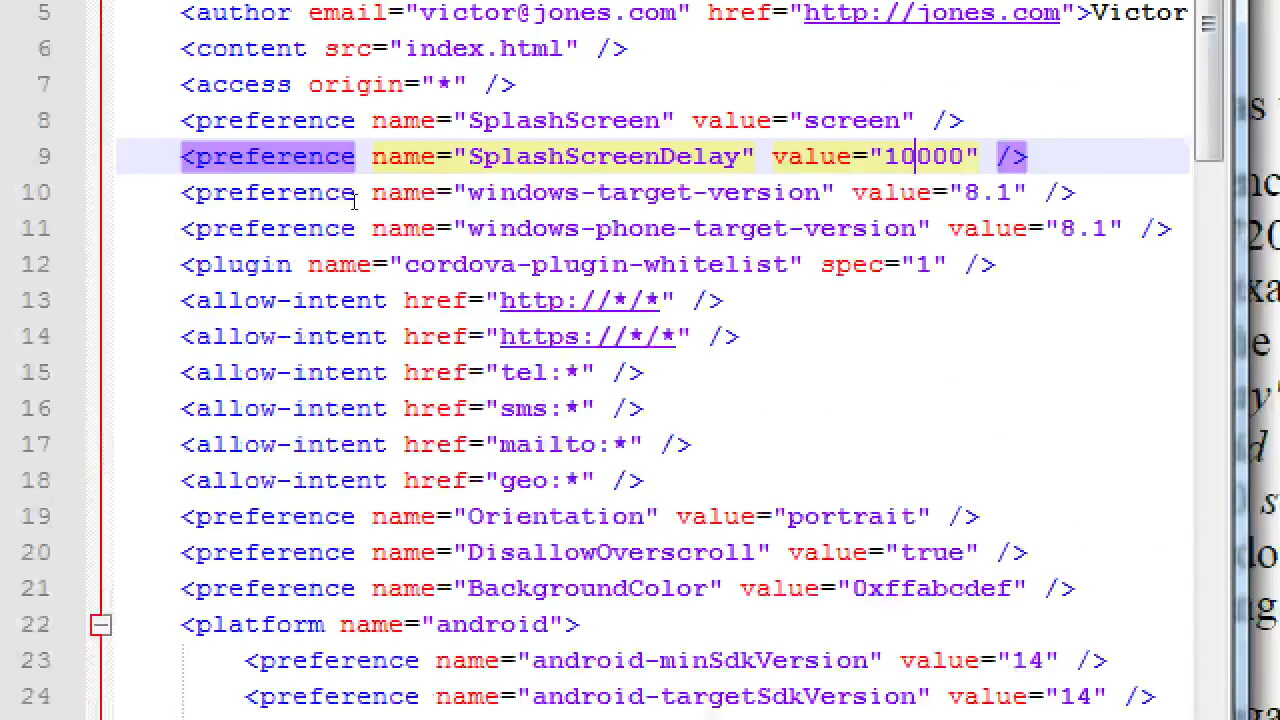 5 <author email="victor@jones.com" href="http://jones.com">Victor
6 <content src="index.html" />
7 <access origin="*" />
8 <preference name="SplashScreen" value="screen" />
9 <preference name="SplashScreenDelay" value="10000" />
10 <preference name="windows-target-version" value="8.1" />
11 <preference name="windows-phone-target-version" value="8.1" />
12 <plugin name="cordova-plugin-whitelist" spec="1" />
13 <allow-intent href="http://*/*" />
14 <allow-intent href="https://*/*" />
15 <allow-intent href="tel:*" />
16 <allow-intent href="sms:*" />
17 <allow-intent href="mailto:*" />
18 <allow-intent href="geo:*" />
19 <preference name="Orientation" value="portrait" />
20 <preference name="DisallowOverscroll" value="true" />
21 <preference name="BackgroundColor" value="0xffabcdef" />
22 <platform name="android">
23 <preference name="android-minSdkVersion" value="14" />
24 <preference name="android-targetSdkVersion" value="14" />